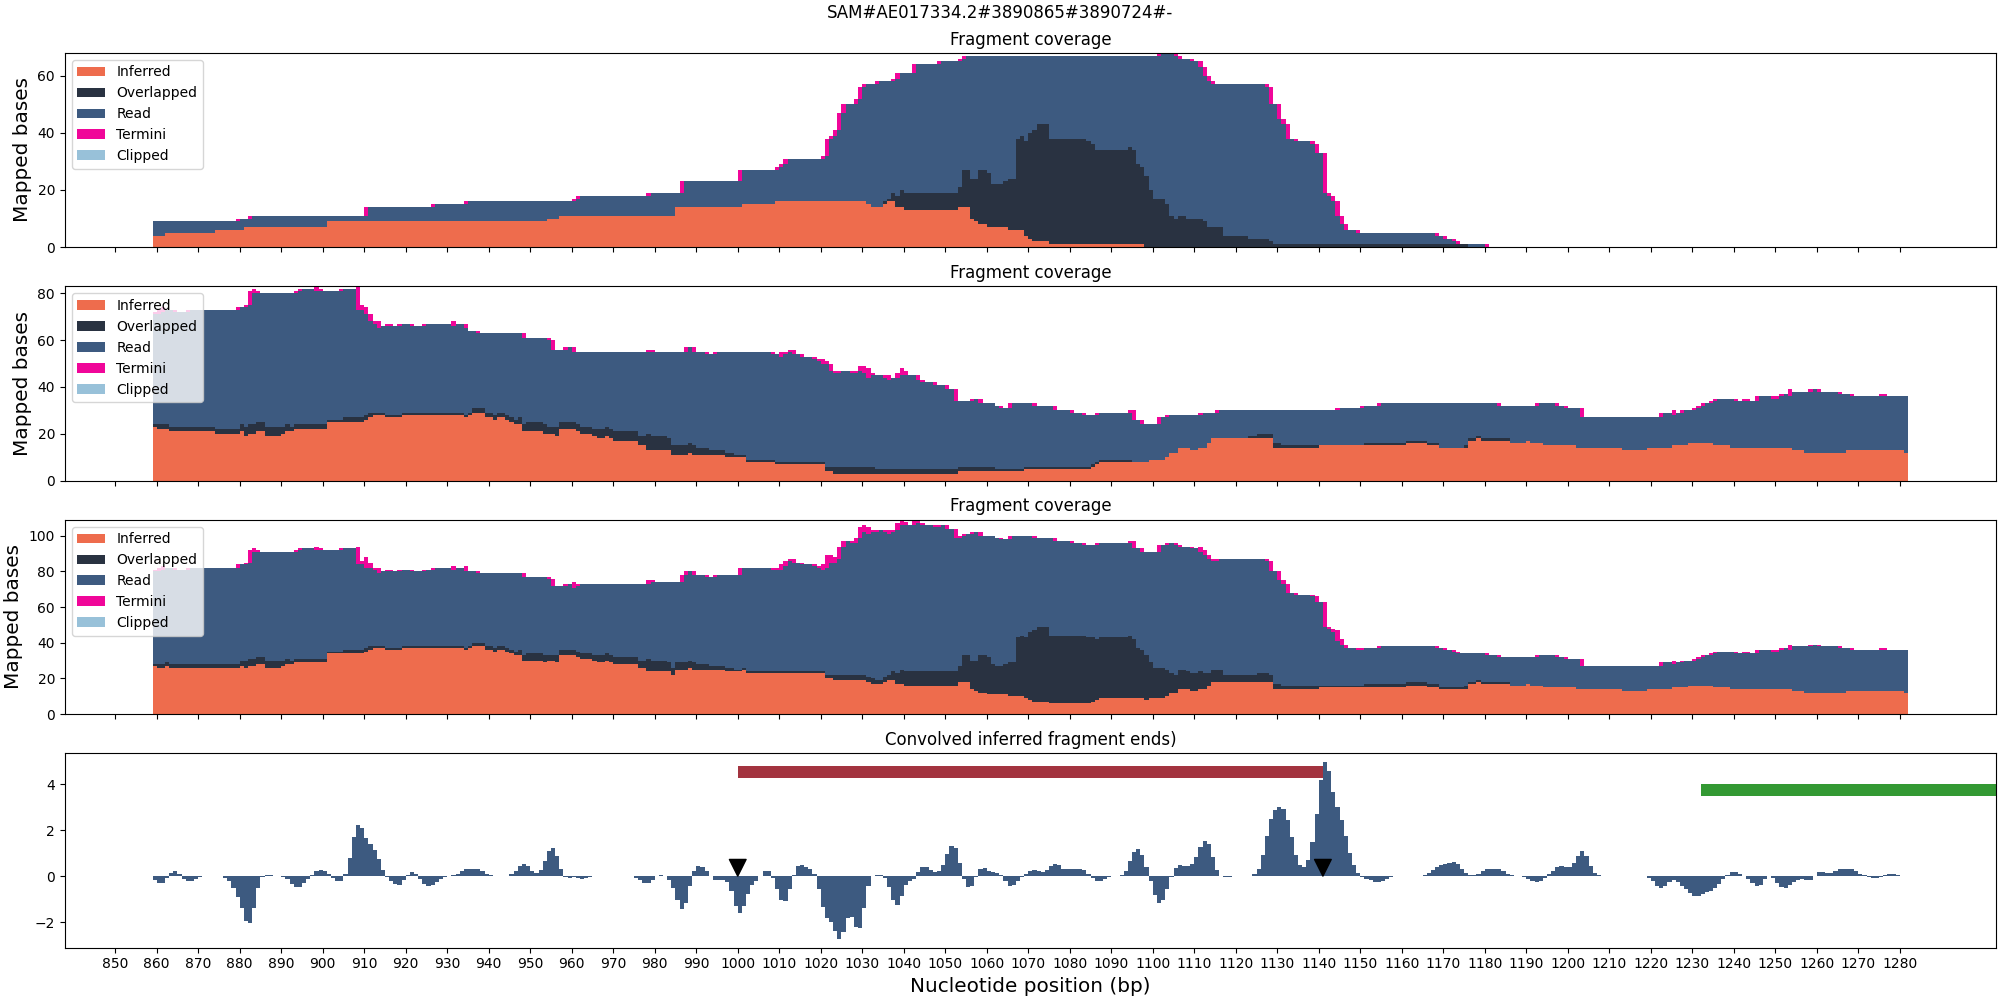 SAM#AE017334.2#3890865#3890724#-
Fragment coverage
Mapped bases
60
40
20
0
Inferred
Overlapped
Read
Termini
Clipped
Fragment coverage
Mapped bases
80
60
40
20
0
Inferred
Overlapped
Read
Termini
Clipped
Fragment coverage
Mapped bases
100
80
60
40
20
0
Inferred
Overlapped
Read
Termini
Clipped
Convolved inferred fragment ends)
4
2
0
−2
850 860 870 880 890 900 910 920 930 940 950 960 970 980 990 1000 1010 1020 1030 1040 1050 1060 1070 1080 1090 1100 1110 1120 1130 1140 1150 1160 1170 1180 1190 1200 1210 1220 1230 1240 1250 1260 1270 1280
Nucleotide position (bp)